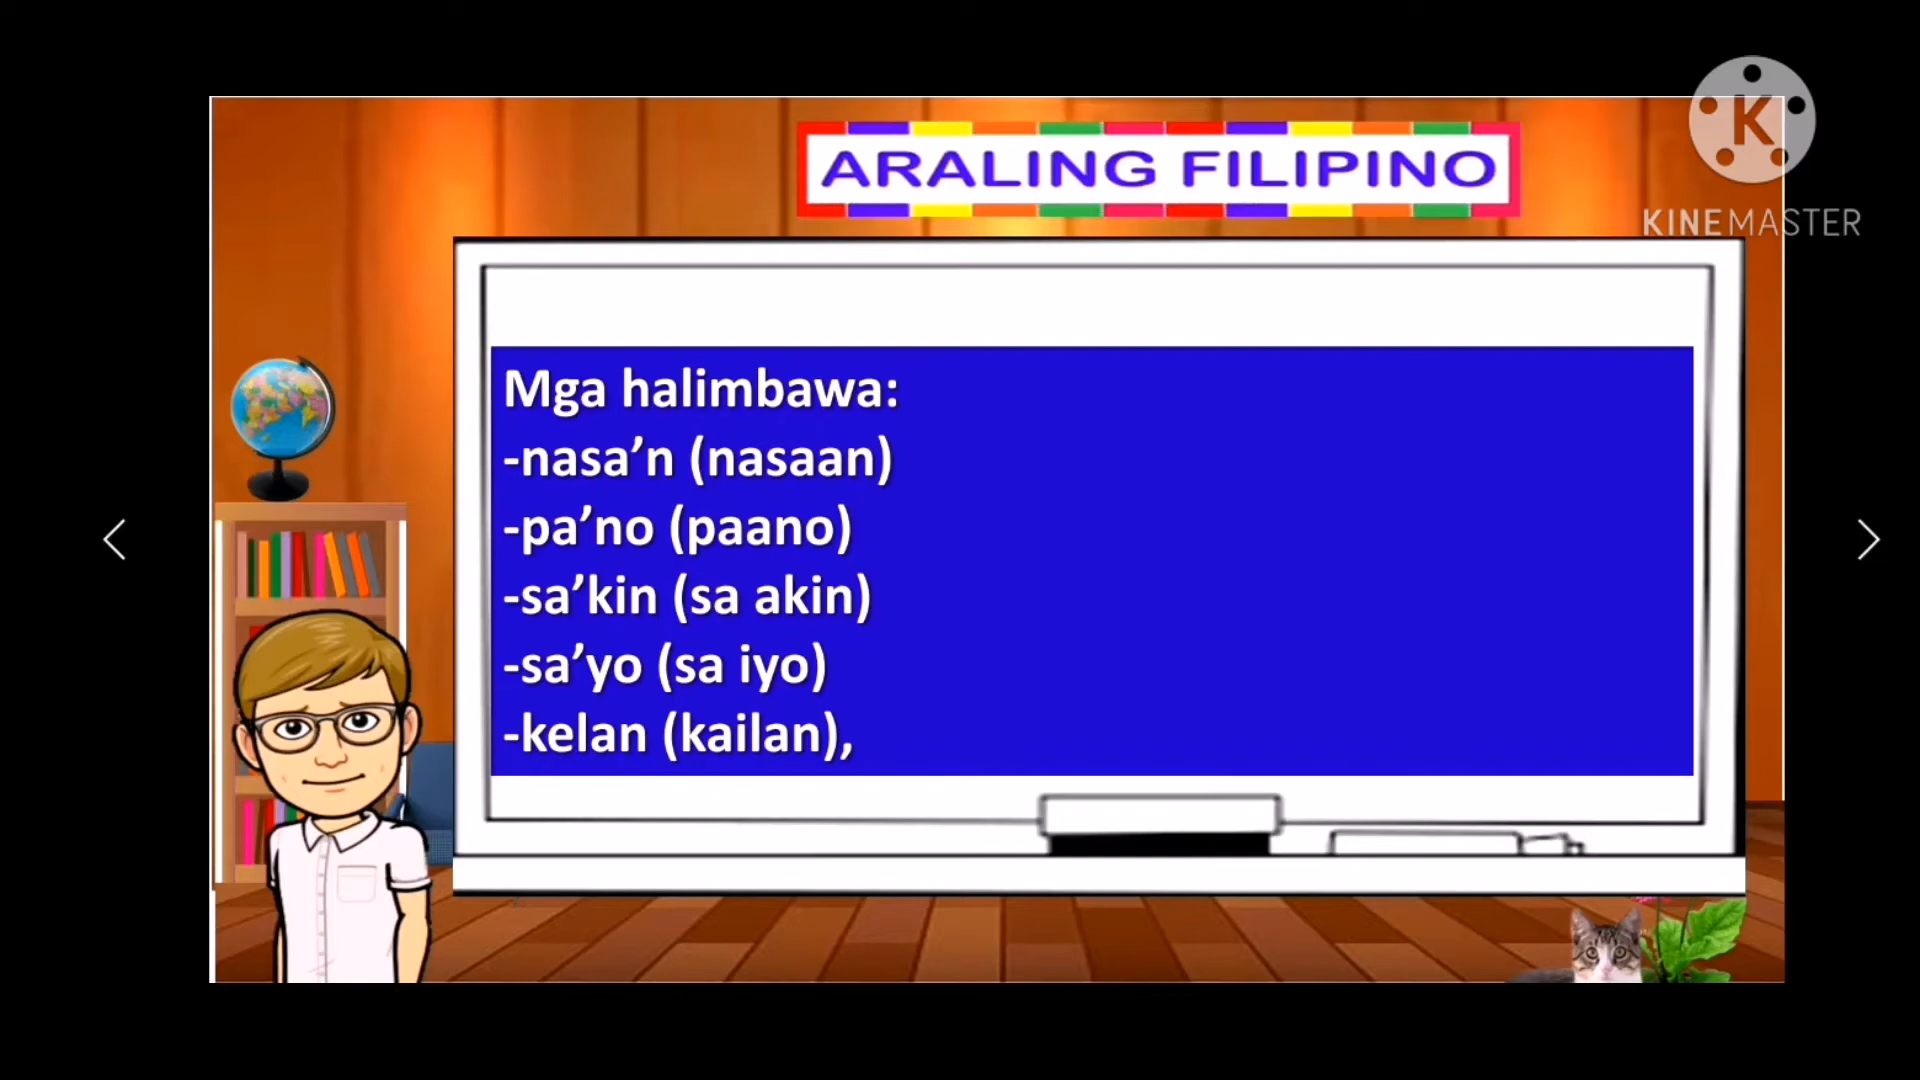 ARALING FILIPINO
K
KINEMASTER
Mga halimbawa:
-nasa’n (nasaan)
-pa’no (paano)
-sa’kin (sa akin)
-sa’yo (sa iyo)
-kelan (kailan),